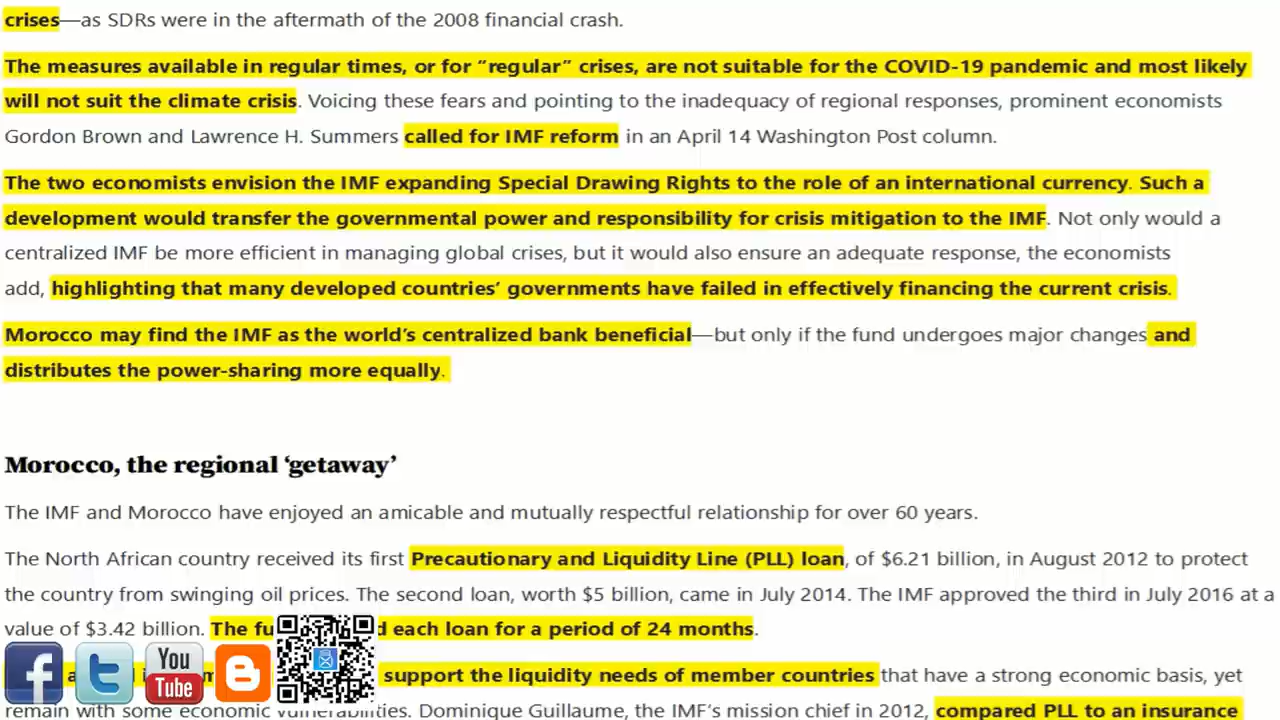 crises—as SDRs were in the aftermath of the 2008 financial crash.
The measures available in regular times, or for “regular” crises, are not suitable for the COVID-19 pandemic and most likely
will not suit the climate crisis. Voicing these fears and pointing to the inadequacy of regional responses, prominent economists
Gordon Brown and Lawrence H. Summers called for IMF reform in an April 14 Washington Post column.
The two economists envision the IMF expanding Special Drawing Rights to the role of an international currency. Such a
development would transfer the governmental power and responsibility for crisis mitigation to the IMF. Not only would a
centralized IMF be more efficient in managing global crises, but it would also ensure an adequate response, the economists
add, highlighting that many developed countries’ governments have failed in effectively financing the current crisis.
Morocco may find the IMF as the world’s centralized bank beneficial—but only if the fund undergoes major changes and
distributes the power-sharing more equally.
Morocco, the regional ‘getaway’
The IMF and Morocco have enjoyed an amicable and mutually respectful relationship for over 60 years.
The North African country received its first Precautionary and Liquidity Line (PLL) loan, of $6.21 billion, in August 2012 to protect
the country from swinging oil prices. The second loan, worth $5 billion, came in July 2014. The IMF approved the third in July 2016 at a
value of $3.42 billion. The each loan for a period of 24 months.
support the liquidity needs of member countries that have a strong economic basis, yet
remain with some economic vulnerabilities. Dominique Guillaume, the IMF’s mission chief in 2012, compared PLL to an insurance
You
Tube